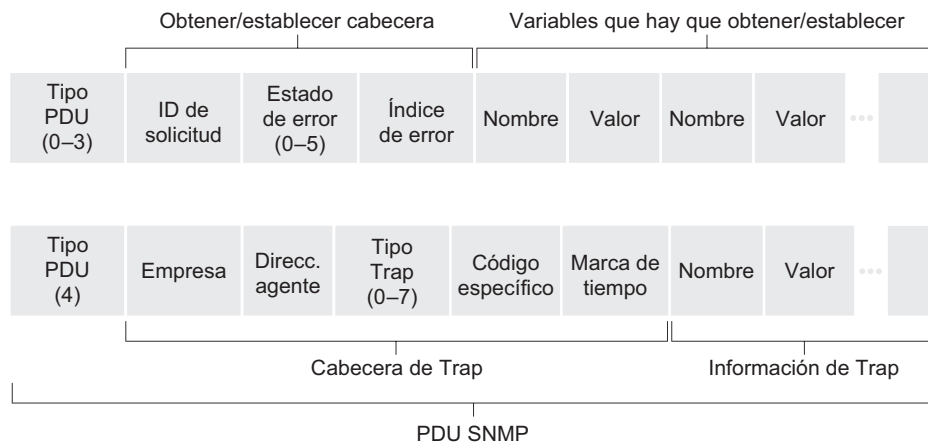 Obtener/establecer cabecera
Variables que hay que obtener/establecer
Tipo
PDU
(0–3)
ID de
solicitud
Estado
de error
(0–5)
Índice
de error
Nombre
Valor
Nombre
Valor
Tipo
PDU
(4)
Empresa
Direcc.
agente
Tipo
Trap
(0–7)
Código
específico
Marca de
tiempo
Nombre
Valor
Cabecera de Trap
Información de Trap
PDU SNMP